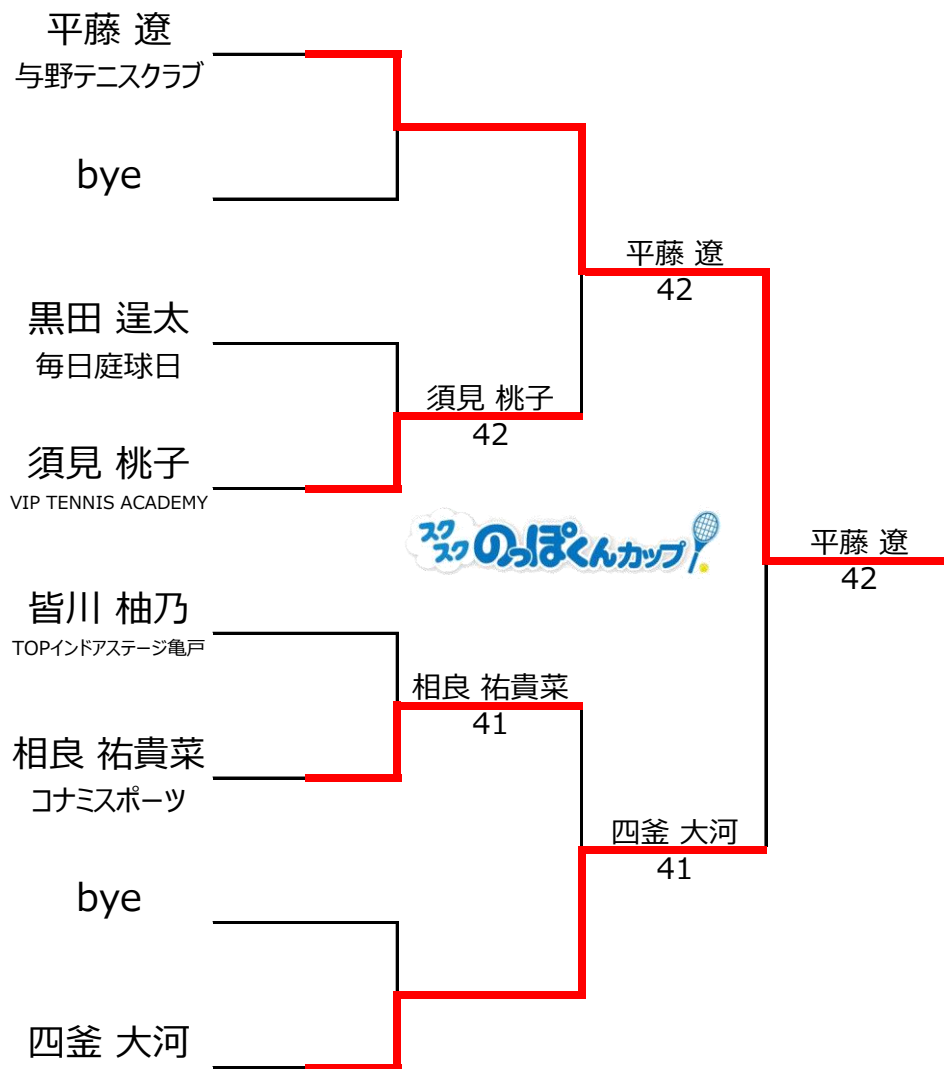 平藤 遼
与野テニスクラブ
bye
平藤 遼
42
黒田 逞太
毎日庭球日
須見 桃子
42
須見 桃子
VIP TENNIS ACADEMY
スク
スク のっぽくんカップ
平藤 遼
42
皆川 柚乃
TOPインドアステージ亀戸
相良 祐貴菜
41
相良 祐貴菜
コナミスポーツ
四釜 大河
41
bye
四釜 大河